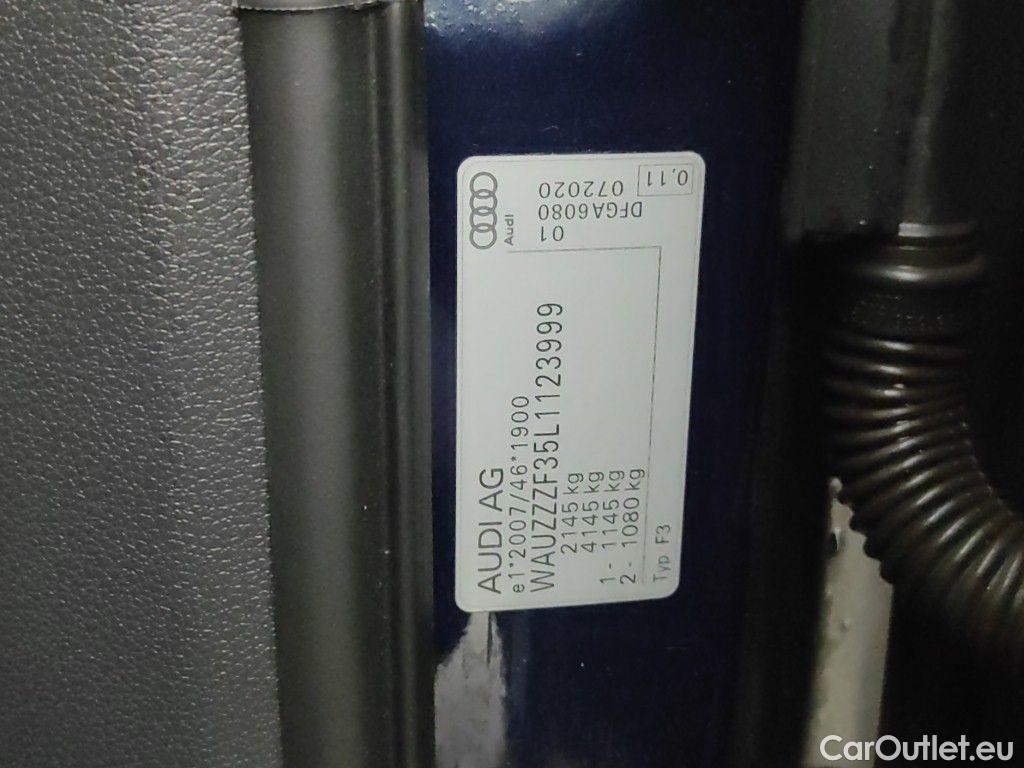 AUDI AG
e1*2007/46*1900
WAUZZZF35L1123999
2145 kg
4145 kg
1 - 1145 kg
2 - 1080 kg
Typ F3
Audi
01
DFGA6080
072020
0,11
CarOutlet.eu